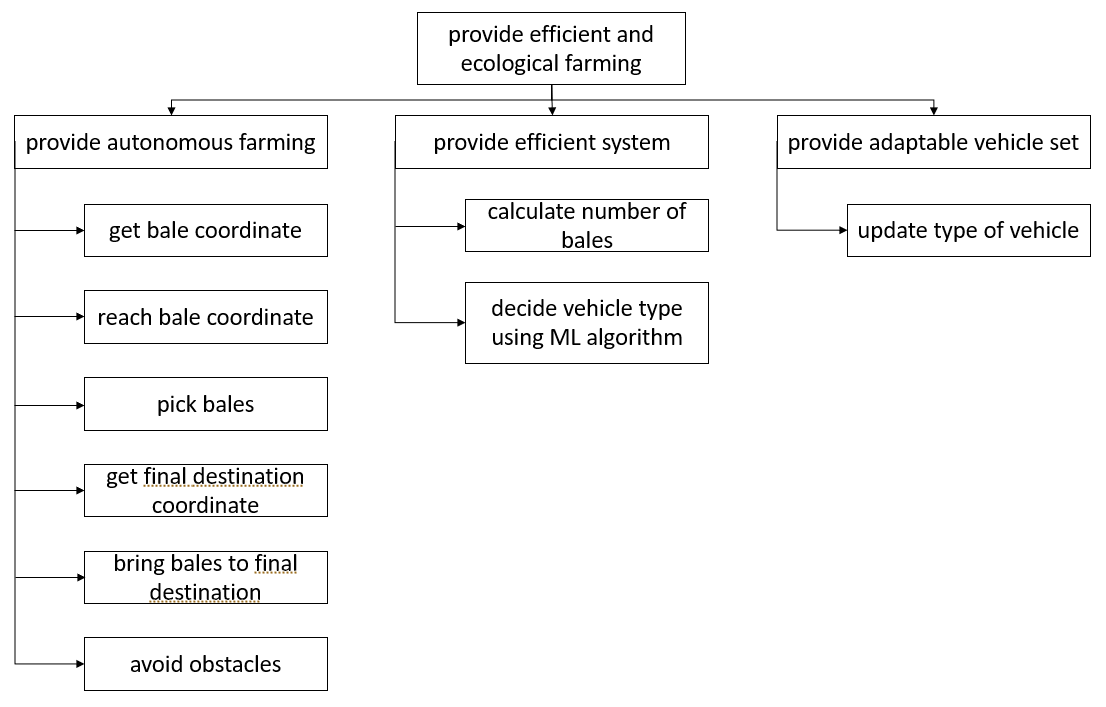 provide efficient and
ecological farming
provide autonomous farming
provide efficient system
provide adaptable vehicle set
get bale coordinate
reach bale coordinate
pick bales
get final destination
coordinate
bring bales to final
destination
avoid obstacles
calculate number of
bales
decide vehicle type
using ML algorithm
update type of vehicle